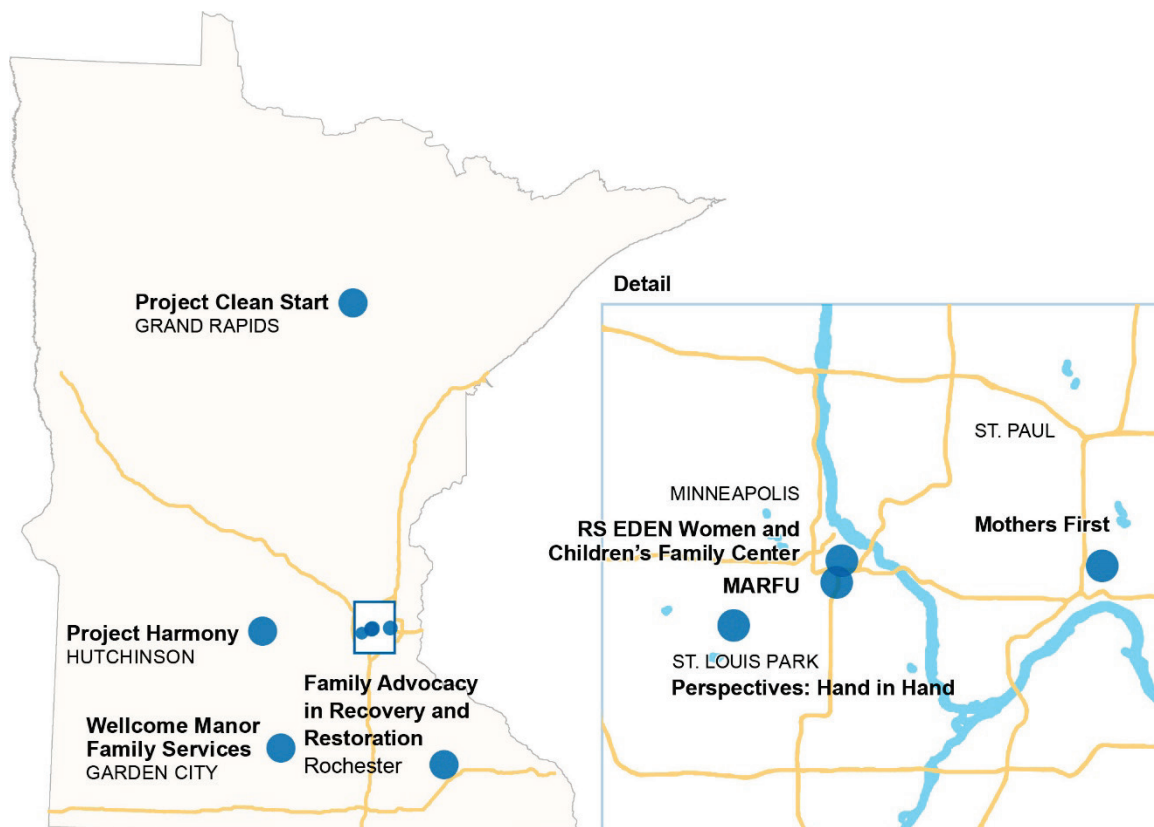 Project Clean Start
GRAND RAPIDS
Project Harmony
HUTCHINSON
Wellcome Manor
Family Services
GARDEN CITY
Family Advocacy
in Recovery and
Restoration
Rochester
Detail
ST. PAUL
MINNEAPOLIS
RS EDEN Women and
Children’s Family Center
MARFU
Mothers First
ST. LOUIS PARK
Perspectives: Hand in Hand